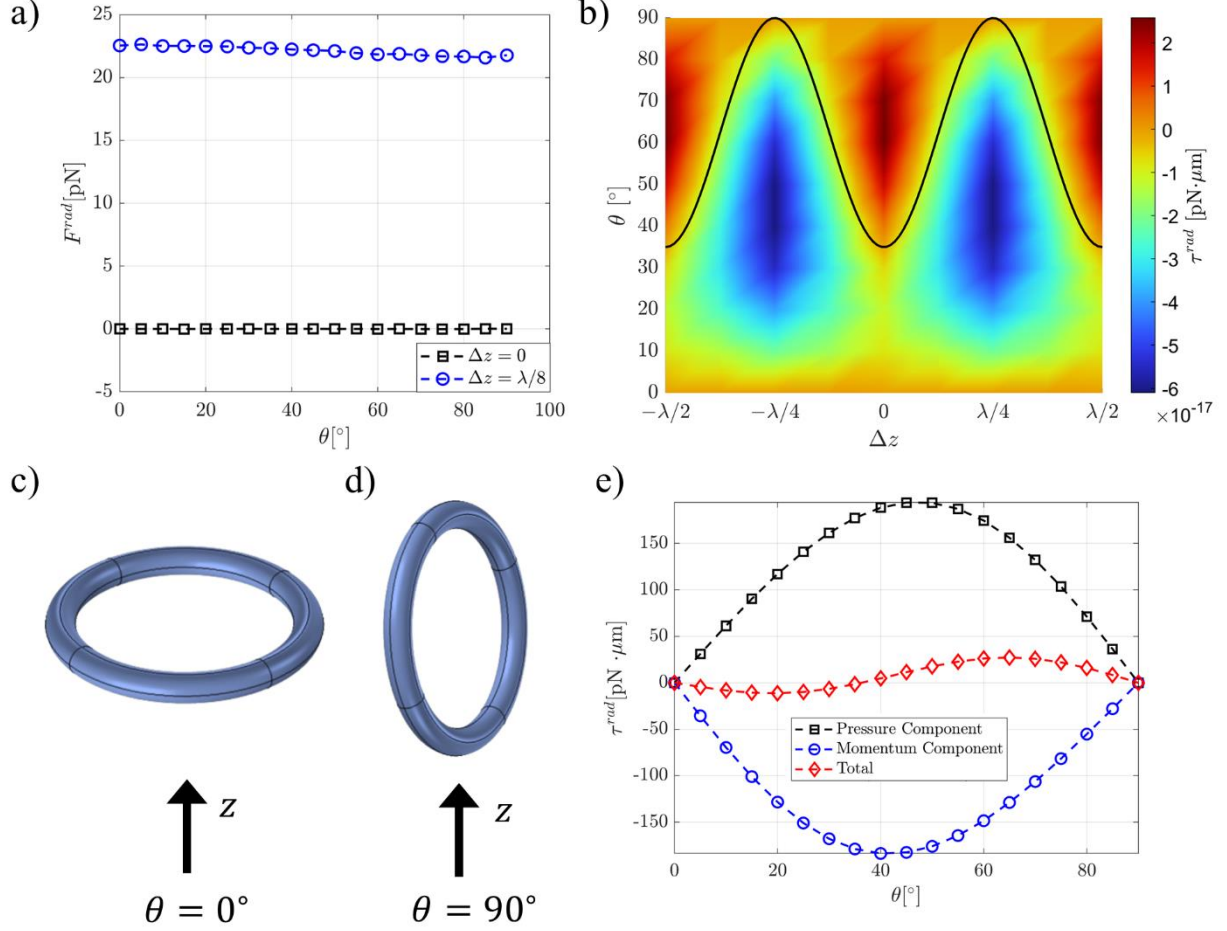 a)
25
20
15
10
5
0
-5
F^{rad}[pN]
0 20 40 60 80 100
θ[°]
Δz = 0
Δz = λ/8
b)
90
80
70
60
50
40
30
20
10
0
θ [°]
−λ/2 −λ/4 0 λ/4 λ/2
Δz
2
1
0
-1
-2
-3
-4
-5
-6
×10^{-17}
τ^{rad} [pN·μm]
c)
z
θ = 0°
d)
z
θ = 90°
e)
150
100
50
0
-50
-100
-150
τ^{rad}[pN ·μm]
Pressure Component
Momentum Component
Total
0 20 40 60 80
θ[°]